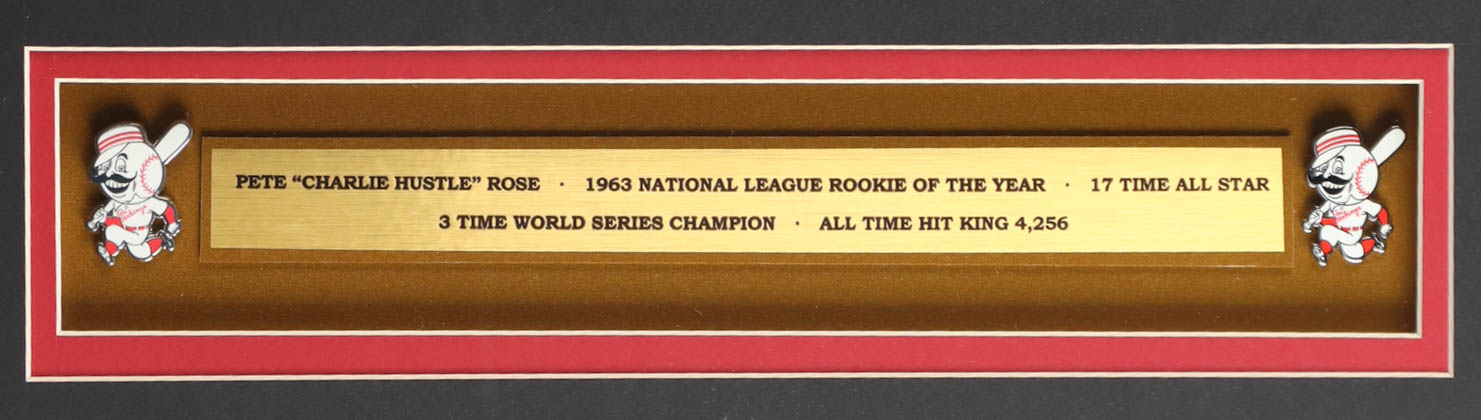 PETE “CHARLIE HUSTLE” ROSE · 1963 NATIONAL LEAGUE ROOKIE OF THE YEAR · 17 TIME ALL STAR
3 TIME WORLD SERIES CHAMPION · ALL TIME HIT KING 4,256